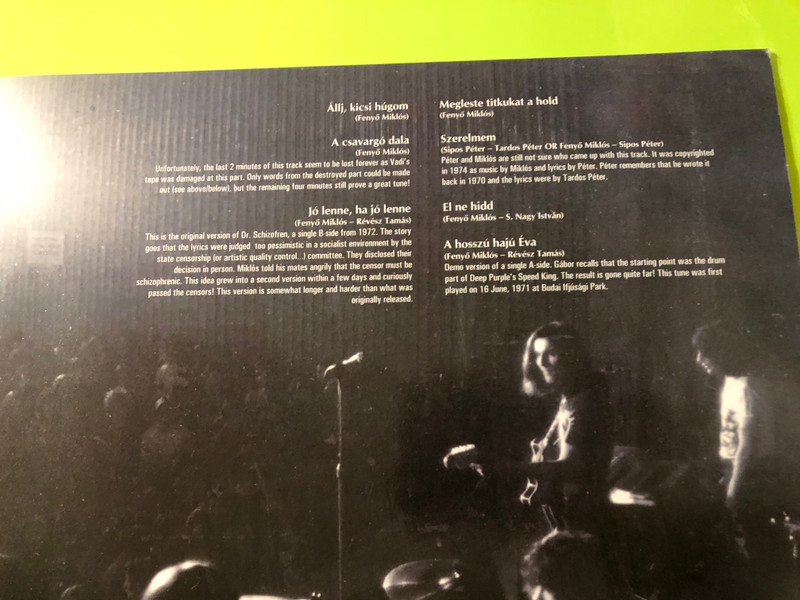 Állj, kicsi húgom
(Fenyő Miklós)
A csavargó dala
(Fenyő Miklós)
Unfortunately, the last 2 minutes of this track seem to be lost forever as Vadi's
tape was damaged at this part. Only words from the destroyed part could be made
out (see above/below), but the remaining four minutes still prove a great tune!
Jó lenne, ha jó lenne
(Fenyő Miklós – Révész Tamás)
This is the original version of Dr. Schizofren, a single B-side from 1972. The story
goes that the lyrics were judged too pessimistic in a socialist environment by the
state censorship (or artistic quality control...) committee. They disclosed their
decision in person. Miklós told his mates angrily that the censor must be
schizophrenic. This idea grew into a second version within a few days and curiously
passed the censors! This version is somewhat longer and harder than what was
originally released.
Megleste titkukat a hold
(Fenyő Miklós)
Szerelmem
(Sipos Péter – Tardos Péter OR Fenyő Miklós – Sipos Péter)
Péter and Miklós are still not sure who came up with this track. It was copyrighted
in 1974 as music by Miklós and lyrics by Péter. Péter remembers that he wrote it
back in 1970 and the lyrics were by Tardos Péter.
El ne hidd
(Fenyő Miklós – S. Nagy István)
A hosszú hajú Éva
(Fenyő Miklós – Révész Tamás)
Demo version of a single A-side. Gábor recalls that the starting point was the drum
part of Deep Purple's Speed King. The result is gone quite far! This tune was first
played on 16 June, 1971 at Budai Ifjúsági Park.